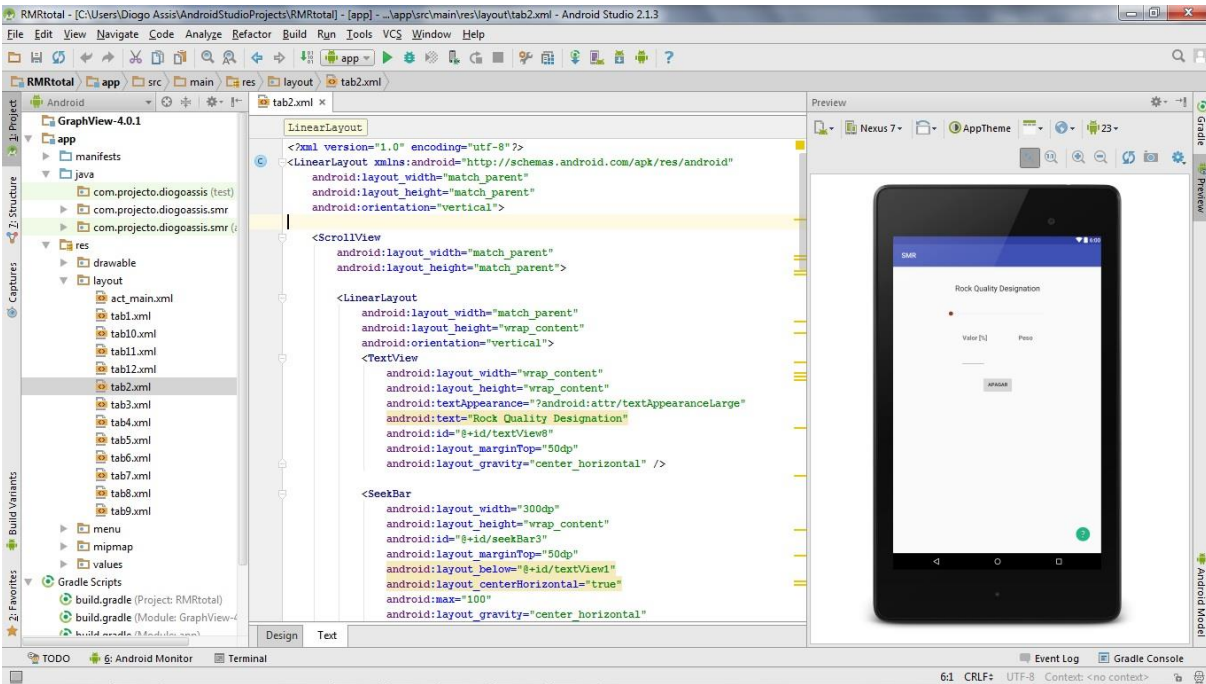 RMRtotal - [C:\Users\Diogo Assis\AndroidStudioProjects\RMRtotal] - [app] - ...\app\src\main\res\layout\tab2.xml - Android Studio 2.1.3
File Edit View Navigate Code Analyze Refactor Build Run Tools VCS Window Help
app
RMRtotal app src main res layout tab2.xml
1: Project
Z: Structure
Captures
Build Variants
2: Favorites
Android
GraphView-4.0.1
app
manifests
java
com.projecto.diogoassis (test)
com.projecto.diogoassis.smr
com.projecto.diogoassis.smr (a
res
drawable
layout
act_main.xml
tab1.xml
tab10.xml
tab11.xml
tab12.xml
tab2.xml
tab3.xml
tab4.xml
tab5.xml
tab6.xml
tab7.xml
tab8.xml
tab9.xml
menu
mipmap
values
Gradle Scripts
build.gradle (Project: RMRtotal)
build.gradle (Module: GraphView-4
build.gradle (Module: app)
tab2.xml
LinearLayout
<?xml version="1.0" encoding="utf-8"?>
<LinearLayout xmlns:android="http://schemas.android.com/apk/res/android"
android:layout_width="match_parent"
android:layout_height="match_parent"
android:orientation="vertical">
<ScrollView
android:layout_width="match_parent"
android:layout_height="match_parent">
<LinearLayout
android:layout_width="match_parent"
android:layout_height="wrap_content"
android:orientation="vertical">
<TextView
android:layout_width="wrap_content"
android:layout_height="wrap_content"
android:textAppearance="?android:attr/textAppearanceLarge"
android:text="Rock Quality Designation"
android:id="@+id/textView8"
android:layout_marginTop="50dp"
android:layout_gravity="center_horizontal" />
<SeekBar
android:layout_width="300dp"
android:layout_height="wrap_content"
android:id="@+id/seekBar3"
android:layout_marginTop="50dp"
android:layout_below="@+id/textView1"
android:layout_centerHorizontal="true"
android:max="100"
android:layout_gravity="center_horizontal"
Design Text
Preview
Nexus 7 AppTheme 23
1:1
6:00
SMR
Rock Quality Designation
Valor [%] Peso
APAGAR
?
Gradle
Preview
Android Model
TODO 6: Android Monitor Terminal
Event Log Gradle Console
6:1 CRLF UTF-8 Context: <no context>